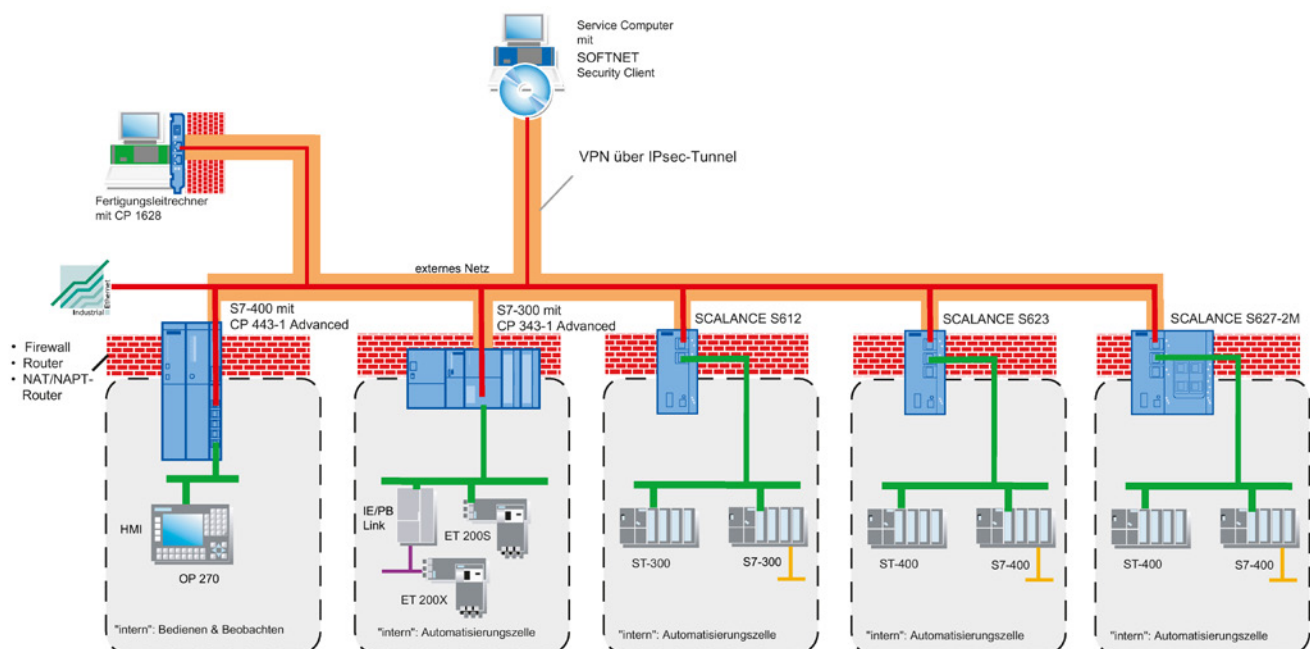 Service Computer
mit
SOFTNET
Security Client
VPN über IPsec-Tunnel
Fertigungsleitrechner
mit CP 1628
externes Netz
Industrial
Ethernet
S7-400 mit
CP 443-1 Advanced
S7-300 mit
CP 343-1 Advanced
SCALANCE S612
SCALANCE S623
SCALANCE S627-2M
• Firewall
• Router
• NAT/NAPT-
Router
HMI
OP 270
"intern": Bedienen & Beobachten
IE/PB
Link
ET 200S
ET 200X
"intern": Automatisierungszelle
ST-300
S7-300
"intern": Automatisierungszelle
ST-400
S7-400
"intern": Automatisierungszelle
ST-400
S7-400
"intern": Automatisierungszelle